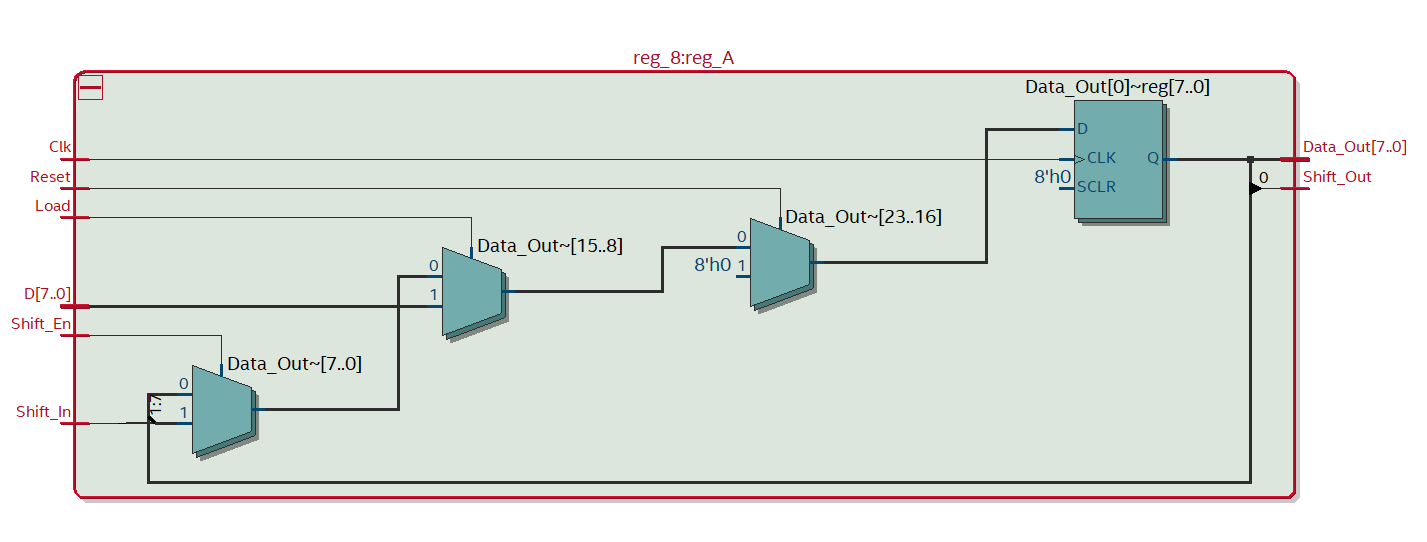 reg_8:reg_A
Data_Out[0]~reg[7..0]
D
Clk
CLK
Q
Data_Out[7..0]
Reset
8'h0
SCLR
0
Shift_Out
Load
Data_Out~[23..16]
0
8'h0
1
Data_Out~[15..8]
0
1
D[7..0]
Shift_En
Data_Out~[7..0]
0
1:7
1
Shift_In